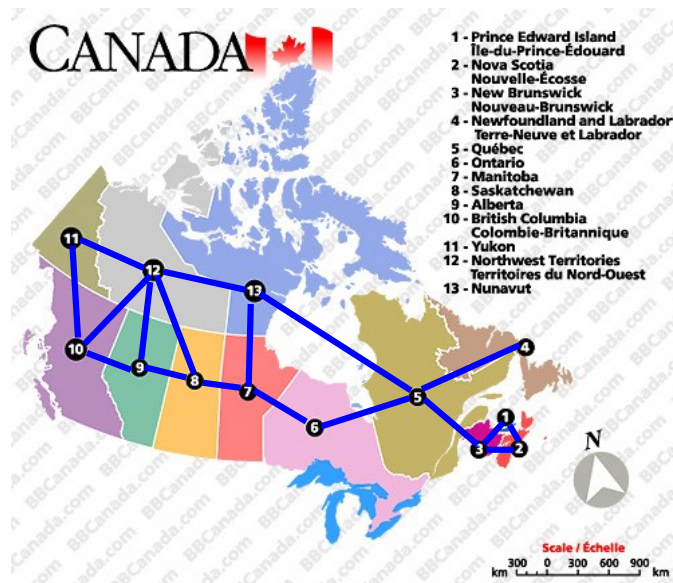 CANADA
1 - Prince Edward Island
Île-du-Prince-Édouard
2 - Nova Scotia
Nouvelle-Écosse
3 - New Brunswick
Nouveau-Brunswick
4 - Newfoundland and Labrador
Terre-Neuve et Labrador
5 - Québec
6 - Ontario
7 - Manitoba
8 - Saskatchewan
9 - Alberta
10 - British Columbia
Colombie-Britannique
11 - Yukon
12 - Northwest Territories
Territoires du Nord-Ouest
13 - Nunavut
11
12
13
10
9
8
7
6
5
4
1
3
2
N
Scale / Échelle
300 0 300 600 900
km km
BBCanada.com